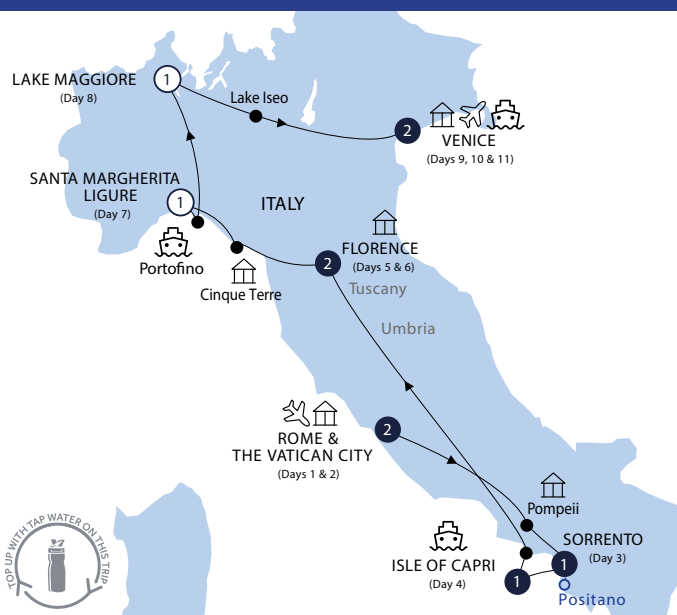 LAKE MAGGIORE
(Day 8)
1
Lake Iseo
2
VENICE
(Days 9, 10 & 11)
SANTA MARGHERITA
LIGURE
(Day 7)
1
ITALY
Portofino
Cinque Terre
FLORENCE
(Days 5 & 6)
2
Tuscany
Umbria
2
ROME &
THE VATICAN CITY
(Days 1 & 2)
Pompeii
SORRENTO
(Day 3)
1
ISLE OF CAPRI
(Day 4)
1
Positano
TOP UP WITH TAP WATER ON THIS TRIP